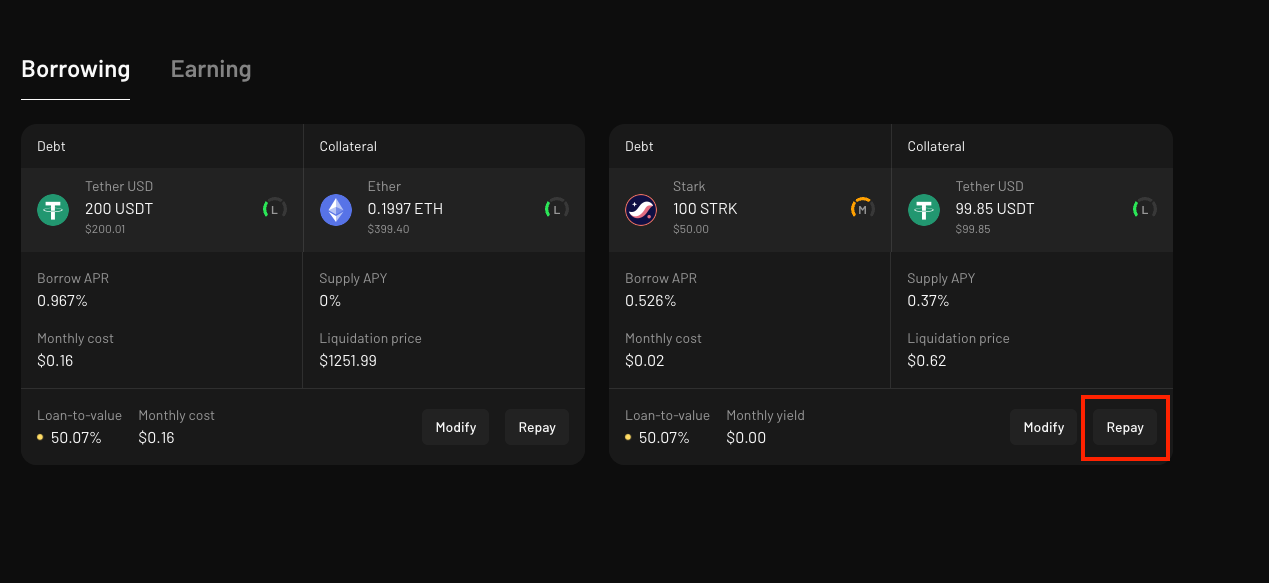 Borrowing Earning
Debt Collateral
Tether USD
200 USDT
$200.01
L
Ether
0.1997 ETH
$399.40
L
Borrow APR
0.967%
Monthly cost
$0.16
Supply APY
0%
Liquidation price
$1251.99
Loan-to-value
50.07%
Monthly cost
$0.16
Modify Repay
Debt Collateral
Stark
100 STRK
$50.00
M
Tether USD
99.85 USDT
$99.85
L
Borrow APR
0.526%
Monthly cost
$0.02
Supply APY
0.37%
Liquidation price
$0.62
Loan-to-value
50.07%
Monthly yield
$0.00
Modify Repay